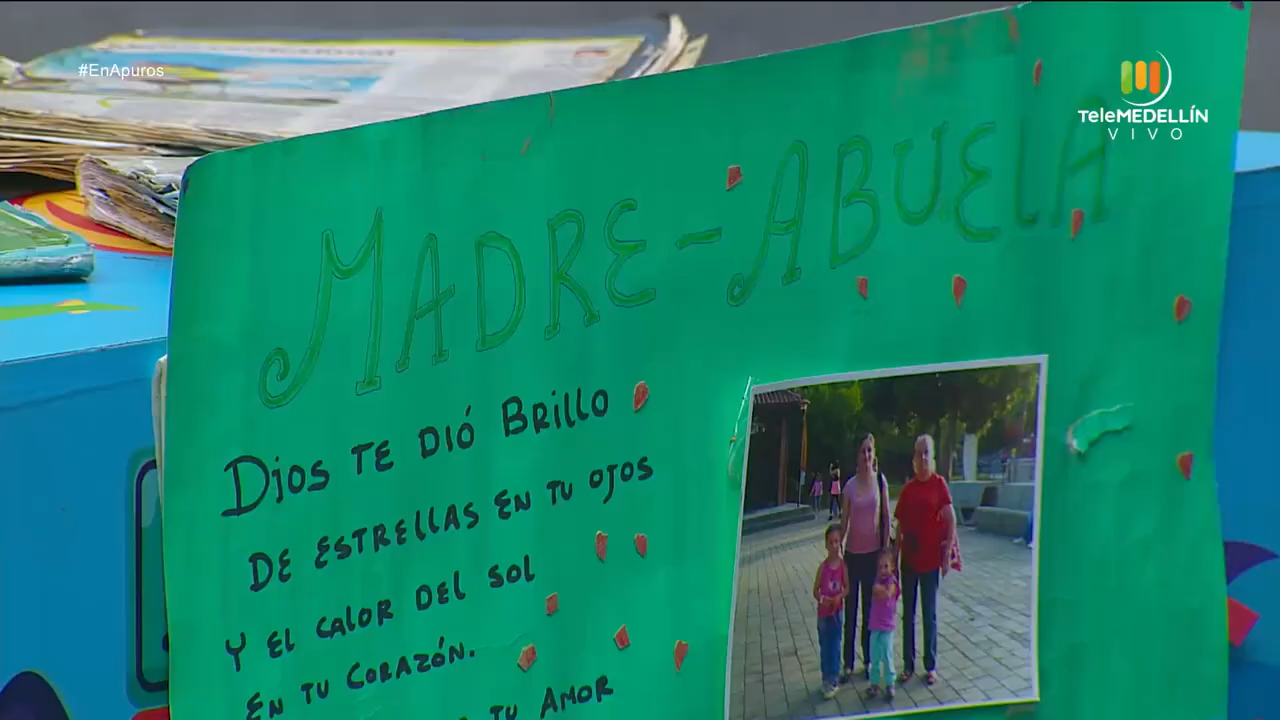 #EnApuros
TeleMEDELLÍN
VIVO
MADRE - ABUELA
DIOS TE DIÓ BRILLO
DE ESTRELLAS EN TU OJOS
Y EL CALOR DEL SOL
EN TU CORAZÓN.
TU AMOR